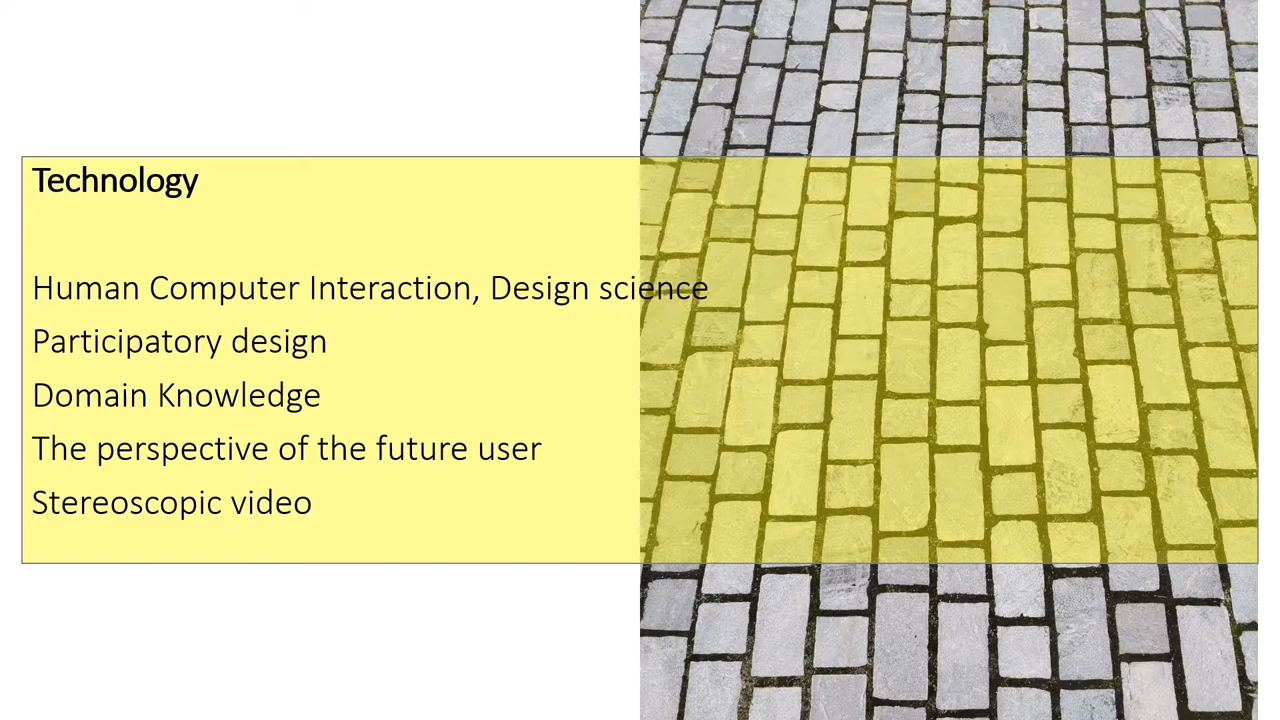 Technology
Human Computer Interaction, Design science
Participatory design
Domain Knowledge
The perspective of the future user
Stereoscopic video